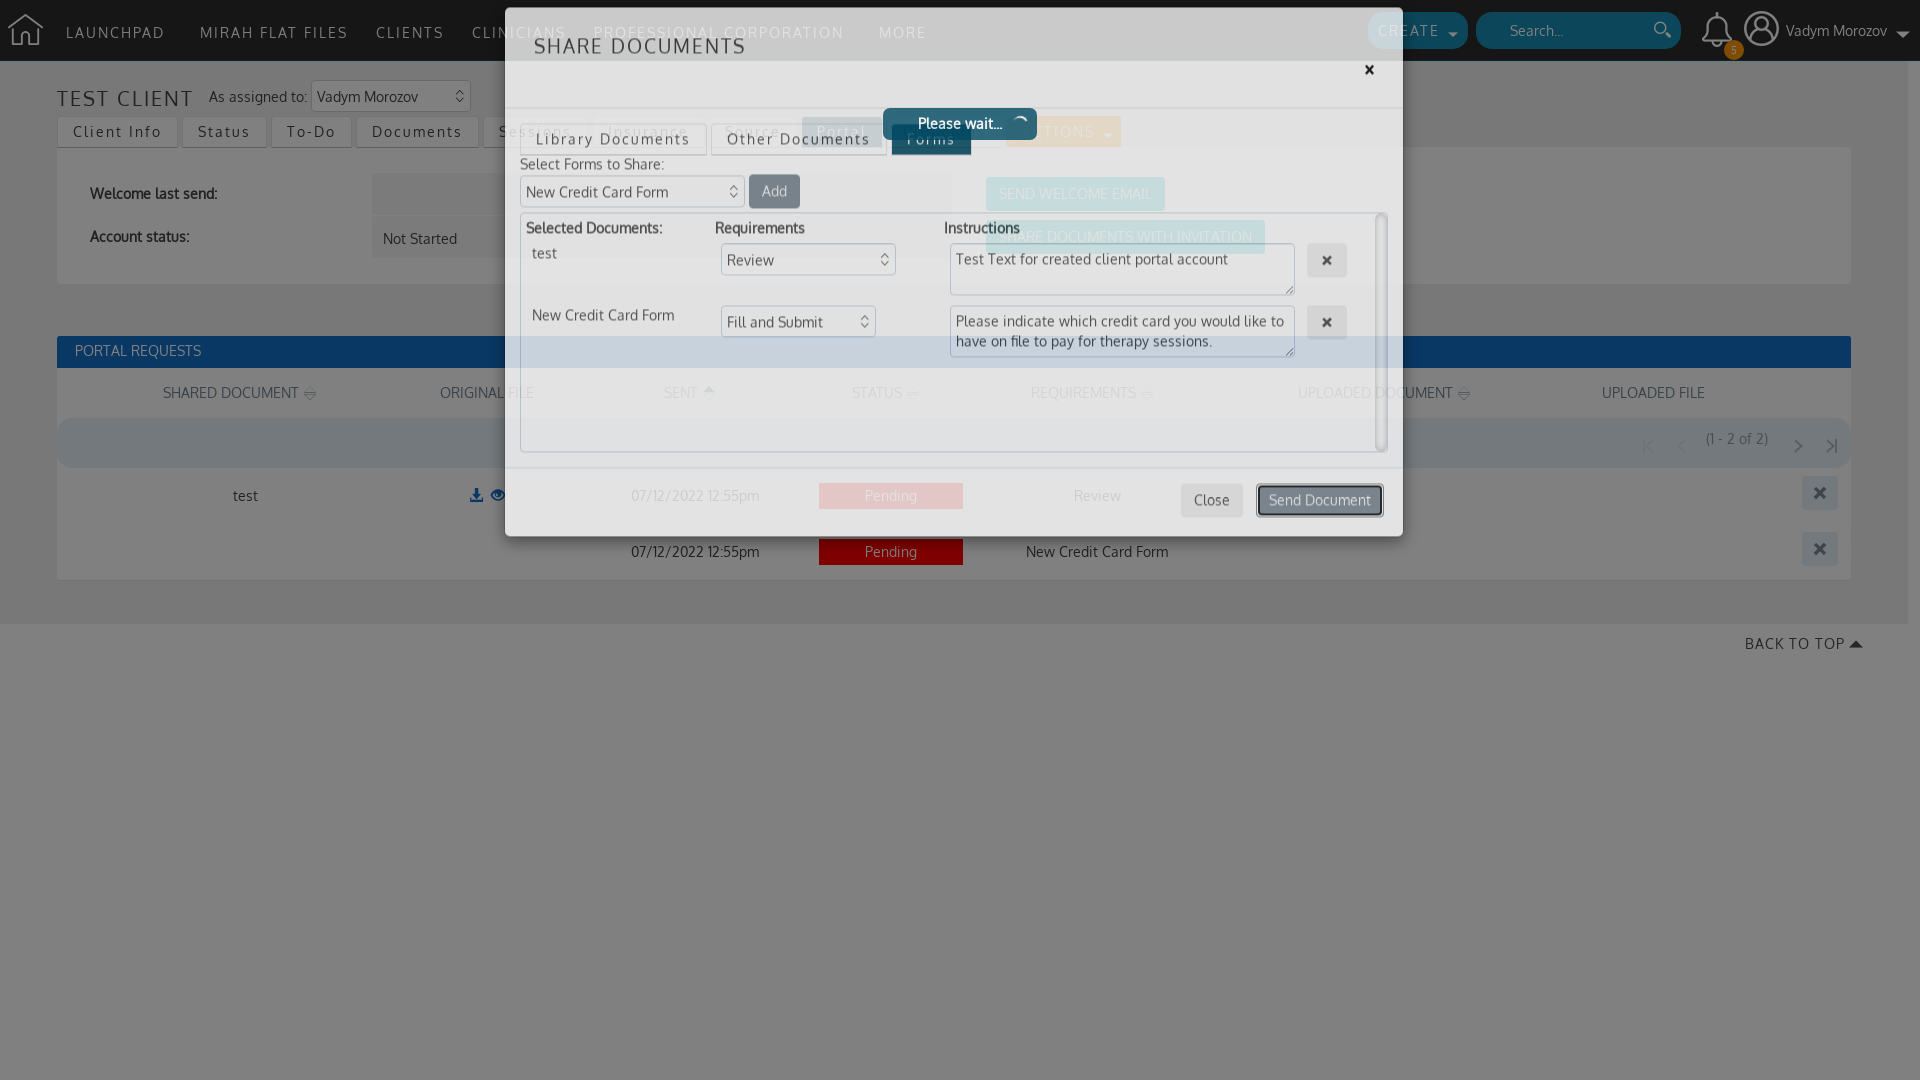 LAUNCHPAD MIRAH FLAT FILES CLIENTS CLINICIANS PROFESSIONAL CORPORATION MORE CREATE Search... 5 Vadym Morozov
SHARE DOCUMENTS
TEST CLIENT As assigned to: Vadym Morozov
Please wait...
Client Info Status To-Do Documents Sessions Insurance Source Portal
Library Documents Other Documents Forms
Select Forms to Share:
New Credit Card Form Add
Welcome last send: SEND WELCOME EMAIL
Account status: Not Started SHARE DOCUMENTS WITH INVITATION
Selected Documents: Requirements Instructions
test Review Test Text for created client portal account
New Credit Card Form Fill and Submit Please indicate which credit card you would like to
have on file to pay for therapy sessions.
PORTAL REQUESTS
SHARED DOCUMENT ORIGINAL FILE SENT STATUS REQUIREMENTS UPLOADED DOCUMENT UPLOADED FILE
(1 - 2 of 2)
test 07/12/2022 12:55pm Pending Review
Close Send Document
07/12/2022 12:55pm Pending New Credit Card Form
BACK TO TOP